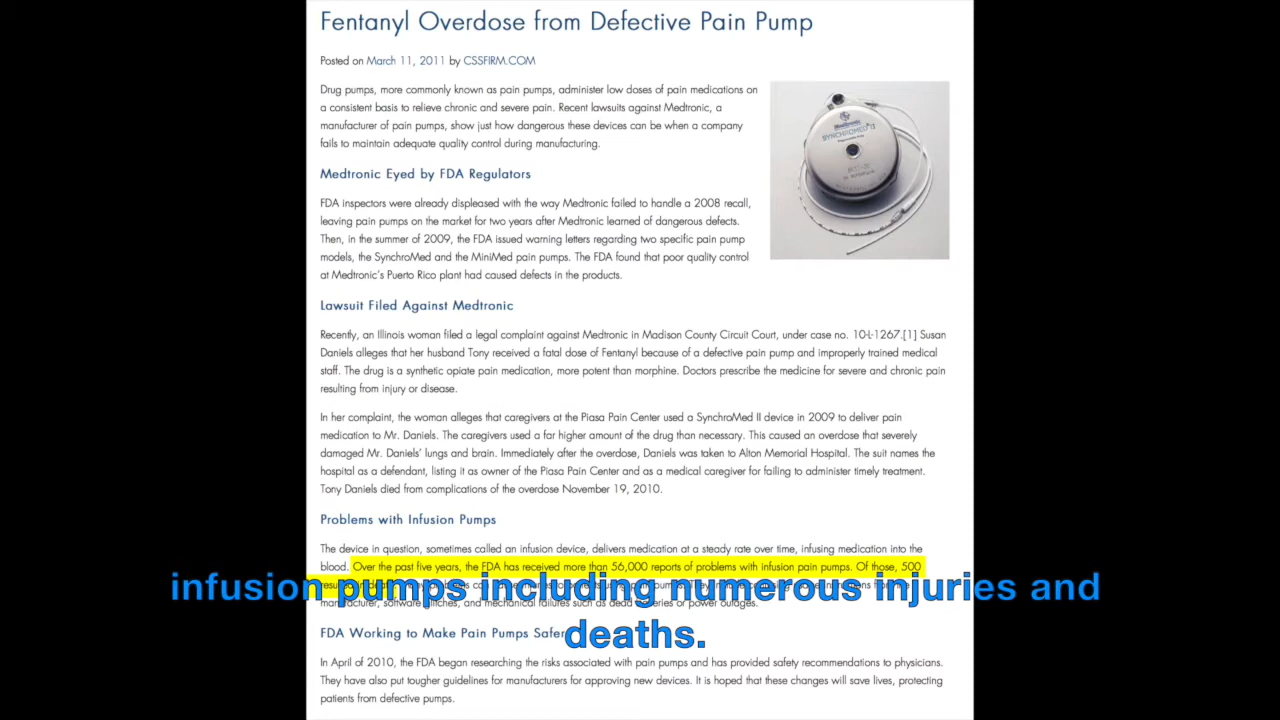 Fentanyl Overdose from Defective Pain Pump
Posted on March 11, 2011 by CSSFIRM.COM
Drug pumps, more commonly known as pain pumps, administer low doses of pain medications on
a consistent basis to relieve chronic and severe pain. Recent lawsuits against Medtronic, a
manufacturer of pain pumps, show just how dangerous these devices can be when a company
fails to maintain adequate quality control during manufacturing.
Medtronic
SYNCHROMED II
Medtronic Eyed by FDA Regulators
FDA inspectors were already displeased with the way Medtronic failed to handle a 2008 recall,
leaving pain pumps on the market for two years after Medtronic learned of dangerous defects.
Then, in the summer of 2009, the FDA issued warning letters regarding two specific pain pump
models, the SynchroMed and the MiniMed pain pumps. The FDA found that poor quality control
at Medtronic's Puerto Rico plant had caused defects in the products.
Lawsuit Filed Against Medtronic
Recently, an Illinois woman filed a legal complaint against Medtronic in Madison County Circuit Court, under case no. 10-L-1267.[1] Susan
Daniels alleges that her husband Tony received a fatal dose of Fentanyl because of a defective pain pump and improperly trained medical
staff. The drug is a synthetic opiate pain medication, more potent than morphine. Doctors prescribe the medicine for severe and chronic pain
resulting from injury or disease.
In her complaint, the woman alleges that caregivers at the Piasa Pain Center used a SynchroMed II device in 2009 to deliver pain
medication to Mr. Daniels. The caregivers used a far higher amount of the drug than necessary. This caused an overdose that severely
damaged Mr. Daniels' lungs and brain. Immediately after the overdose, Daniels was taken to Alton Memorial Hospital. The suit names the
hospital as a defendant, listing it as owner of the Piasa Pain Center and as a medical caregiver for failing to administer timely treatment.
Tony Daniels died from complications of the overdose November 19, 2010.
Problems with Infusion Pumps
The device in question, sometimes called an infusion device, delivers medication at a steady rate over time, infusing medication into the
blood. Over the past five years, the FDA has received more than 56,000 reports of problems with infusion pain pumps. Of those, 500
infusion pumps including numerous injuries and
manufacturer, software glitches, and mechanical failures such as dead batteries or power outages.
deaths.
FDA Working to Make Pain Pumps Safer
In April of 2010, the FDA began researching the risks associated with pain pumps and has provided safety recommendations to physicians.
They have also put tougher guidelines for manufacturers for approving new devices. It is hoped that these changes will save lives, protecting
patients from defective pumps.